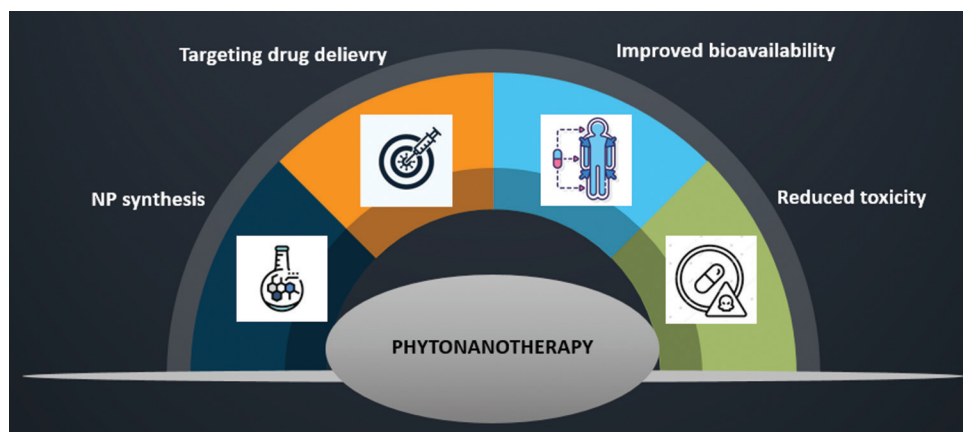 Targeting drug delievry
Improved bioavailability
NP synthesis
Reduced toxicity
PHYTONANOTHERAPY